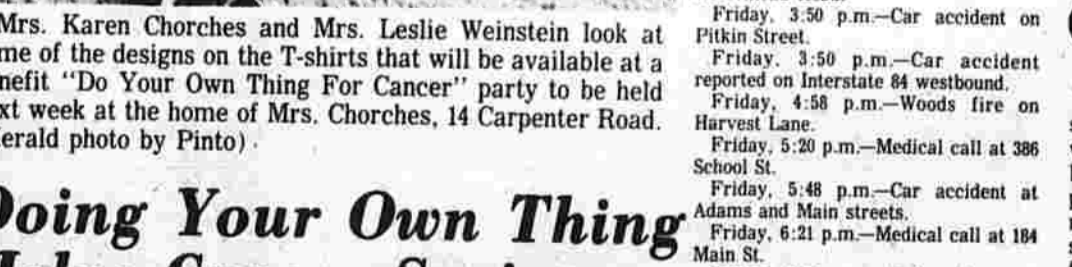 Mrs. Karen Chorches and Mrs. Leslie Weinstein look at
me of the designs on the T-shirts that will be available at a
nefit "Do Your Own Thing For Cancer" party to be held
xt week at the home of Mrs. Chorches, 14 Carpenter Road.
erald photo by Pinto)
Doing Your Own Thing
Friday, 3:50 p.m.—Car accident on
Pitkin Street.
Friday, 3:50 p.m.—Car accident
reported on Interstate 84 westbound.
Friday, 4:58 p.m.—Woods fire on
Harvest Lane.
Friday, 5:20 p.m.—Medical call at 386
School St.
Friday, 5:48 p.m.—Car accident at
Adams and Main streets.
Friday, 6:21 p.m.—Medical call at 184
Main St.